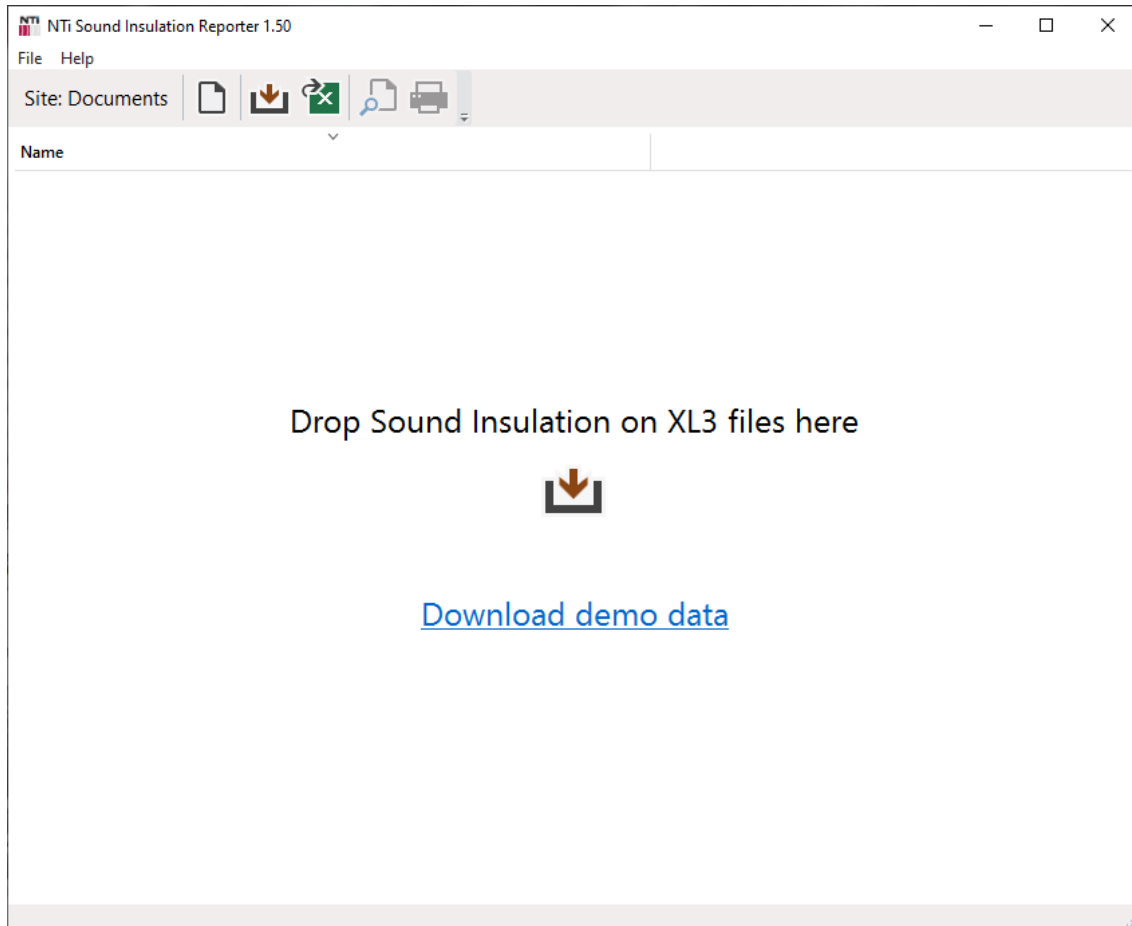 NTi NTi Sound Insulation Reporter 1.50
File Help
Site: Documents
Name
Drop Sound Insulation on XL3 files here
Download demo data